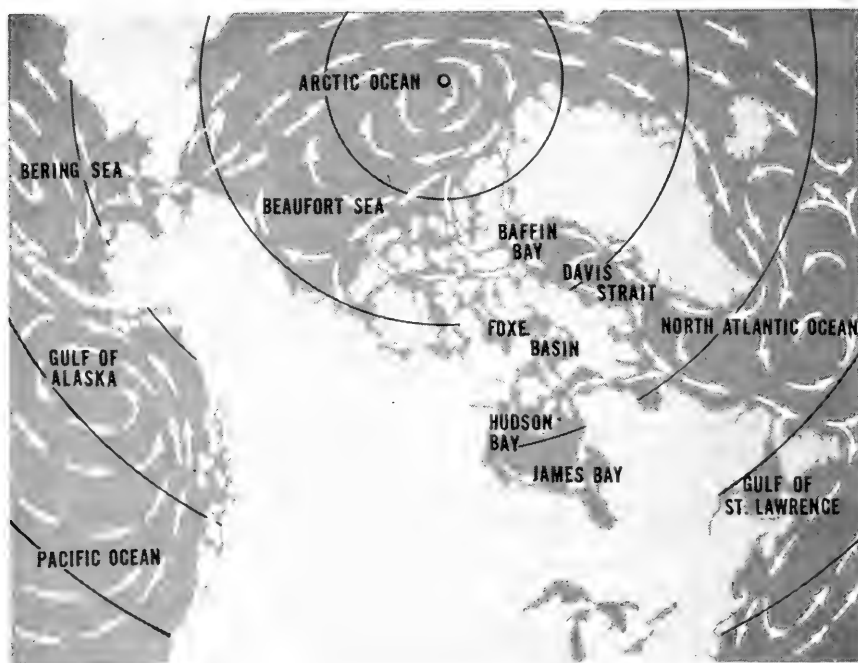 ARCTIC OCEAN
BERING SEA
BEAUFORT SEA
BAFFIN
BAY
DAVIS
STRAIT
FOXE
BASIN
NORTH ATLANTIC OCEAN
GULF OF
ALASKA
HUDSON
BAY
JAMES BAY
GULF OF
ST. LAWRENCE
PACIFIC OCEAN